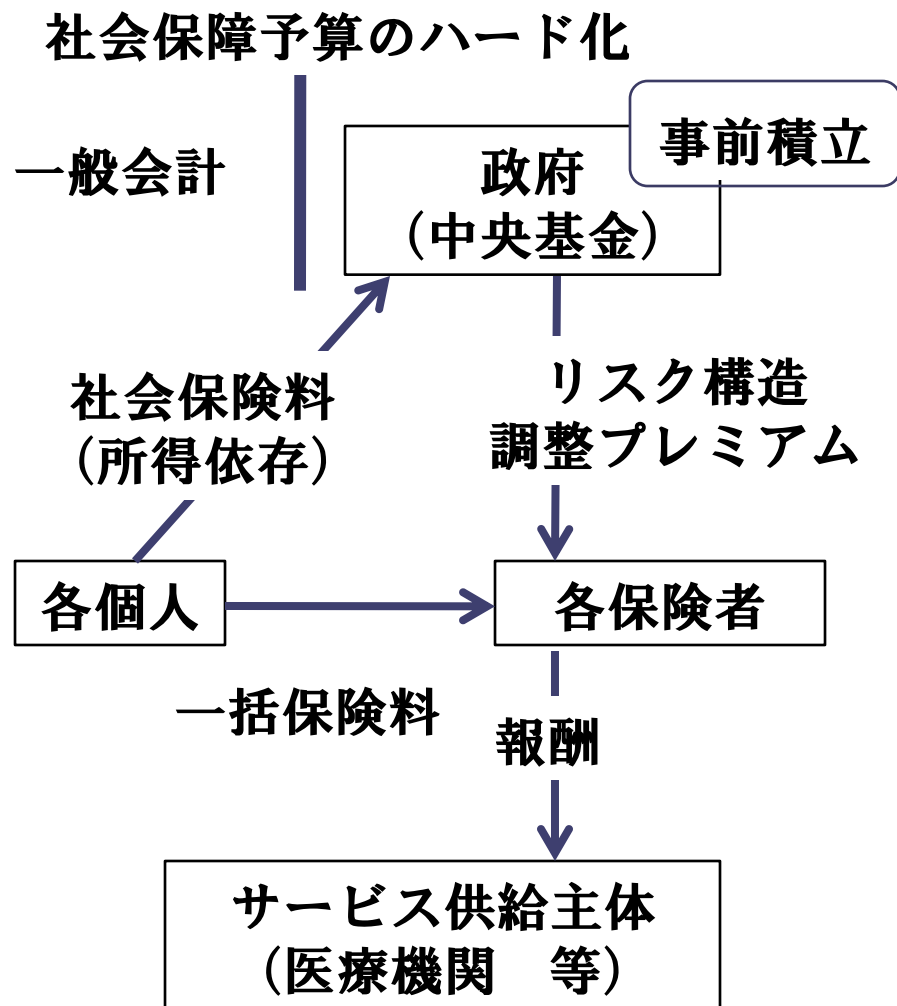 社会保障予算のハード化
一般会計
事前積立
政府
（中央基金）
社会保険料
（所得依存）
リスク構造
調整プレミアム
各個人
各保険者
一括保険料
報酬
サービス供給主体
（医療機関　等）